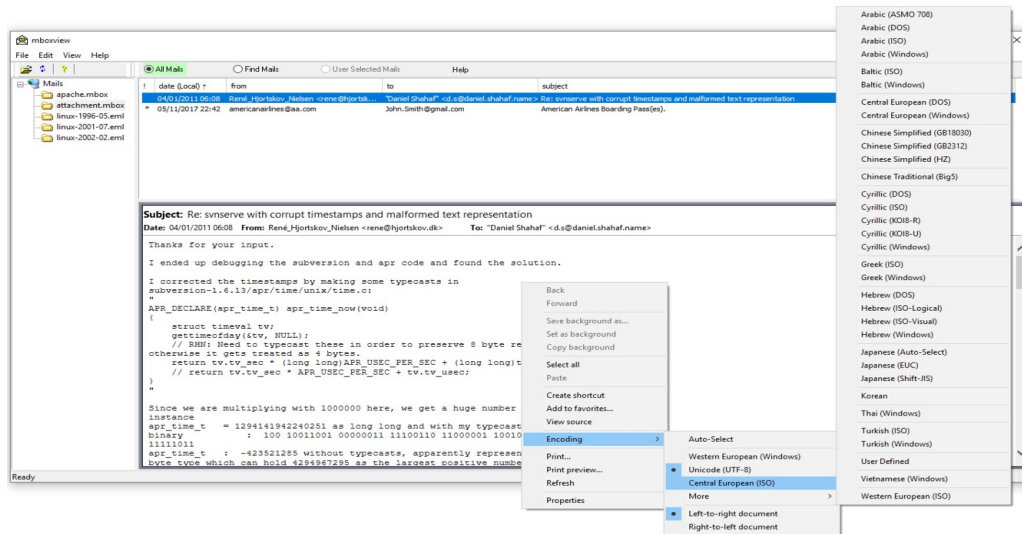 mboxview
File Edit View Help
All Mails Find Mails User Selected Mails Help
Mails
apache.mbox
attachment.mbox
linux-1996-05.eml
linux-2001-07.eml
linux-2002-02.eml
! date (Local) ↑ from to subject
04/01/2011 06:08 René_Hjortskov_Nielsen <rene@hjortsk... "Daniel Shahaf" <d.s@daniel.shahaf.name> Re: svnserve with corrupt timestamps and malformed text representation
* 05/11/2017 22:42 americanairlines@aa.com John.Smith@gmail.com American Airlines Boarding Pass(es).
Subject: Re: svnserve with corrupt timestamps and malformed text representation
Date: 04/01/2011 06:08 From: René_Hjortskov_Nielsen <rene@hjortskov.dk> To: "Daniel Shahaf" <d.s@daniel.shahaf.name>
Thanks for your input.
I ended up debugging the subversion and apr code and found the solution.
I corrected the timestamps by making some typecasts in
subversion-1.6.13/apr/time/unix/time.c:
"
APR_DECLARE(apr_time_t) apr_time_now(void)
{
struct timeval tv;
gettimeofday(&tv, NULL);
// RHN: Need to typecast these in order to preserve 8 byte re
otherwise it gets treated as 4 bytes.
return tv.tv_sec * (long long)APR_USEC_PER_SEC + (long long)t
// return tv.tv_sec * APR_USEC_PER_SEC + tv.tv_usec;
}
"
Since we are multiplying with 1000000 here, we get a huge number
instance
apr_time_t = 1294141942240251 as long long and with my typecast
binary : 100 10011001 00000011 11100110 11000001 10010
11111011
apr_time_t : -423521285 without typecasts, apparently represen
byte type which can hold 4294967295 as the largest positive numbe
Ready
Back
Forward
Save background as...
Set as background
Copy background
Select all
Paste
Create shortcut
Add to favorites...
View source
Encoding
Print...
Print preview...
Refresh
Properties
Auto-Select
Western European (Windows)
Unicode (UTF-8)
Central European (ISO)
More
Left-to-right document
Right-to-left document
Arabic (ASMO 708)
Arabic (DOS)
Arabic (ISO)
Arabic (Windows)
Baltic (ISO)
Baltic (Windows)
Central European (DOS)
Central European (Windows)
Chinese Simplified (GB18030)
Chinese Simplified (GB2312)
Chinese Simplified (HZ)
Chinese Traditional (Big5)
Cyrillic (DOS)
Cyrillic (ISO)
Cyrillic (KOI8-R)
Cyrillic (KOI8-U)
Cyrillic (Windows)
Greek (ISO)
Greek (Windows)
Hebrew (DOS)
Hebrew (ISO-Logical)
Hebrew (ISO-Visual)
Hebrew (Windows)
Japanese (Auto-Select)
Japanese (EUC)
Japanese (Shift-JIS)
Korean
Thai (Windows)
Turkish (ISO)
Turkish (Windows)
User Defined
Vietnamese (Windows)
Western European (ISO)